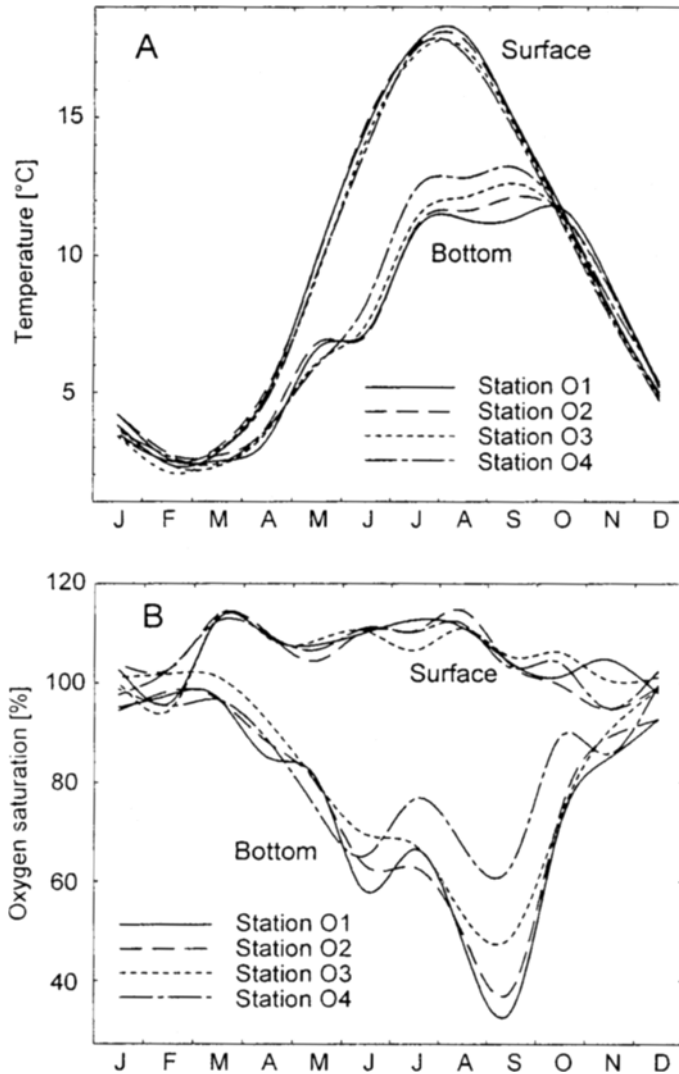 A
Surface
15
Temperature [°C]
10
Bottom
5
Station O1
Station O2
Station O3
Station O4
J F M A M J J A S O N D
120
B
100
Surface
Oxygen saturation [%]
80
Bottom
60
Station O1
Station O2
Station O3
Station O4
40
J F M A M J J A S O N D